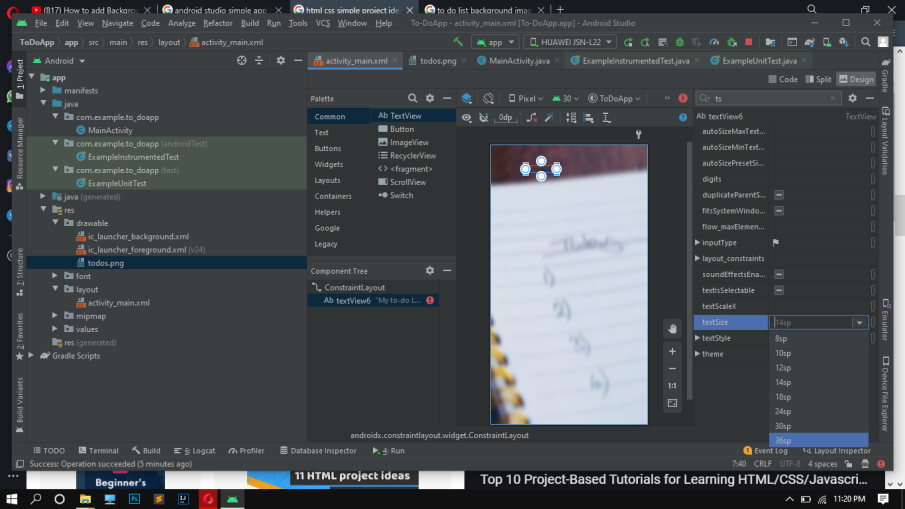 (817) How to add Backgro
android studio simple app
html css simple project ide
to do list background ima
File Edit View Navigate Code Analyze Refactor Build Run Tools VCS Window Help
To-DoApp - activity_main.xml [To-DoApp.app] - Android Studio
ToDoApp app src main res layout activity_main.xml
app
HUAWEI JSN-L22
Android
activity_main.xml
todos.png
MainActivity.java
ExampleInstrumentedTest.java
ExampleUnitTest.java
Code
Split
Design
1: Project
Resource Manager
Z: Structure
2: Favorites
Build Variants
app
manifests
java
com.example.to_doapp
MainActivity
com.example.to_doapp (androidTest)
ExampleInstrumentedTest
com.example.to_doapp (test)
ExampleUnitTest
java (generated)
res
drawable
ic_launcher_background.xml
ic_launcher_foreground.xml (v24)
todos.png
font
layout
activity_main.xml
mipmap
values
res (generated)
Gradle Scripts
Palette
Common
Text
Buttons
Widgets
Layouts
Containers
Helpers
Google
Legacy
Ab TextView
Button
ImageView
RecyclerView
<> <fragment>
ScrollView
Switch
Component Tree
ConstraintLayout
Ab textView6 "My to-do L...
Pixel
30
ToDoApp
0dp
1)
2)
4)
1:1
ts
Ab textView6
TextView
autoSizeMaxText...
autoSizeMinText...
autoSizePresetSi...
digits
duplicateParentS...
fitsSystemWindo...
flow_maxElemen...
inputType
layout_constraints
soundEffectsEna...
textIsSelectable
textScaleX
textSize
14sp
textStyle
theme
8sp
10sp
12sp
14sp
18sp
24sp
30sp
36sp
Gradle
Layout Validation
Emulator
Device File Explorer
androidx.constraintlayout.widget.ConstraintLayout
TODO
Terminal
Build
6: Logcat
Profiler
Database Inspector
4: Run
1 Event Log
Layout Inspector
Success: Operation succeeded (5 minutes ago)
7:40 CRLF UTF-8 4 spaces
Beginner's
11 HTML project ideas
Top 10 Project-Based Tutorials for Learning HTML/CSS/Javascri...
Ps
11:20 PM